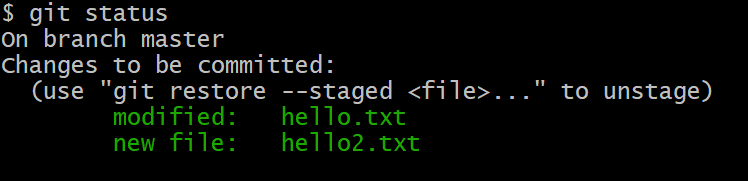 $ git status
On branch master
Changes to be committed:
  (use "git restore --staged <file>..." to unstage)
        modified:   hello.txt
        new file:   hello2.txt